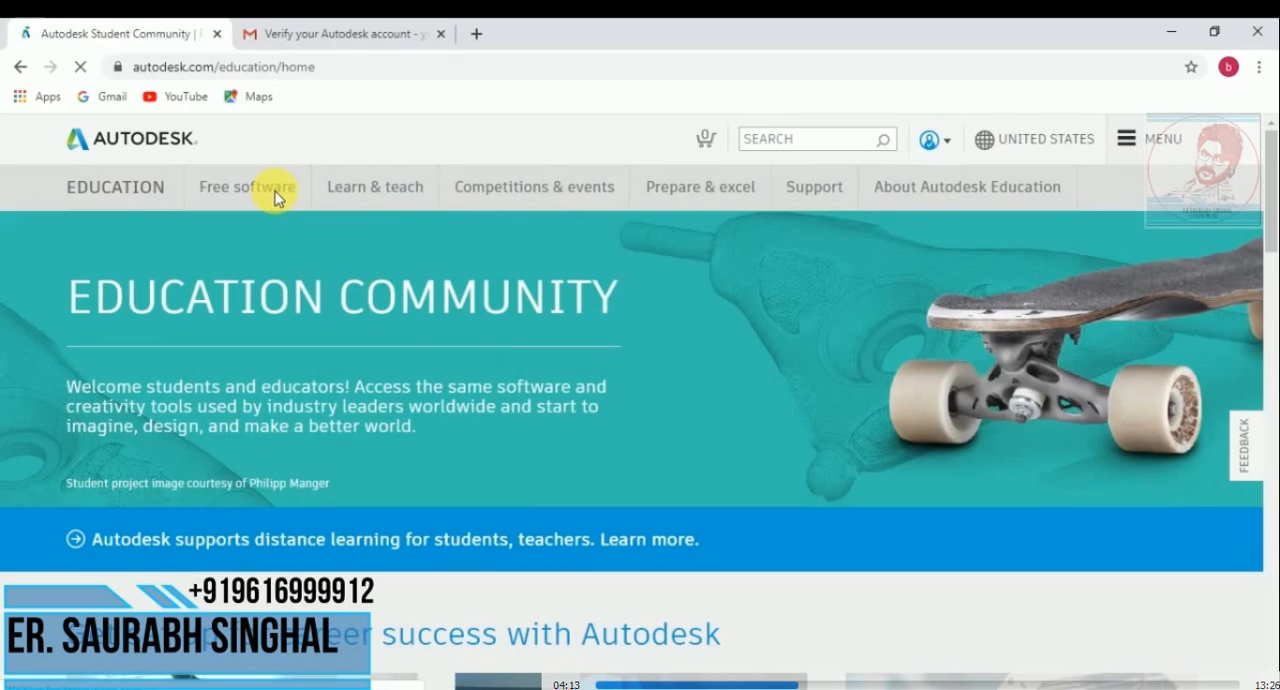 Autodesk Student Community | F
Verify your Autodesk account - y
autodesk.com/education/home
b
Apps Gmail YouTube Maps
AUTODESK.
0
SEARCH
UNITED STATES
MENU
EDUCATION Free software Learn & teach Competitions & events Prepare & excel Support About Autodesk Education
EDUCATION COMMUNITY
Welcome students and educators! Access the same software and
creativity tools used by industry leaders worldwide and start to
imagine, design, and make a better world.
Student project image courtesy of Philipp Manger
FEEDBACK
Autodesk supports distance learning for students, teachers. Learn more.
+919616999912
ER. SAURABH SINGHAL
success with Autodesk
04:13
13:26